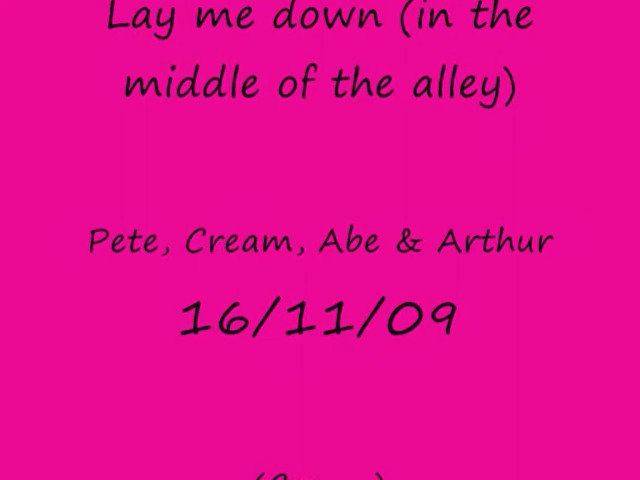 Lay me down (in the
middle of the alley)
Pete, Cream, Abe & Arthur
16/11/09